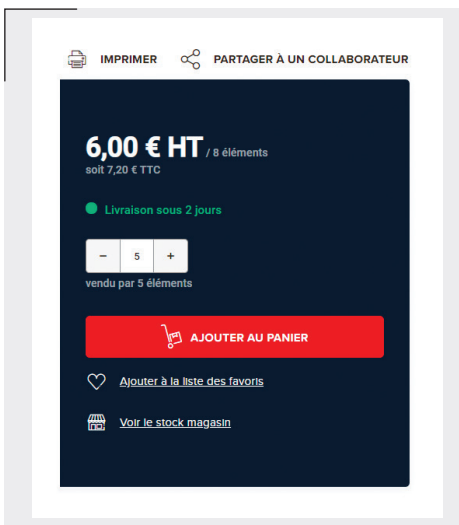 IMPRIMER PARTAGER À UN COLLABORATEUR
6,00 € HT / 8 éléments
soit 7,20 € TTC
Livraison sous 2 jours
- 5 +
vendu par 5 éléments
AJOUTER AU PANIER
Ajouter à la liste des favoris
Voir le stock magasin